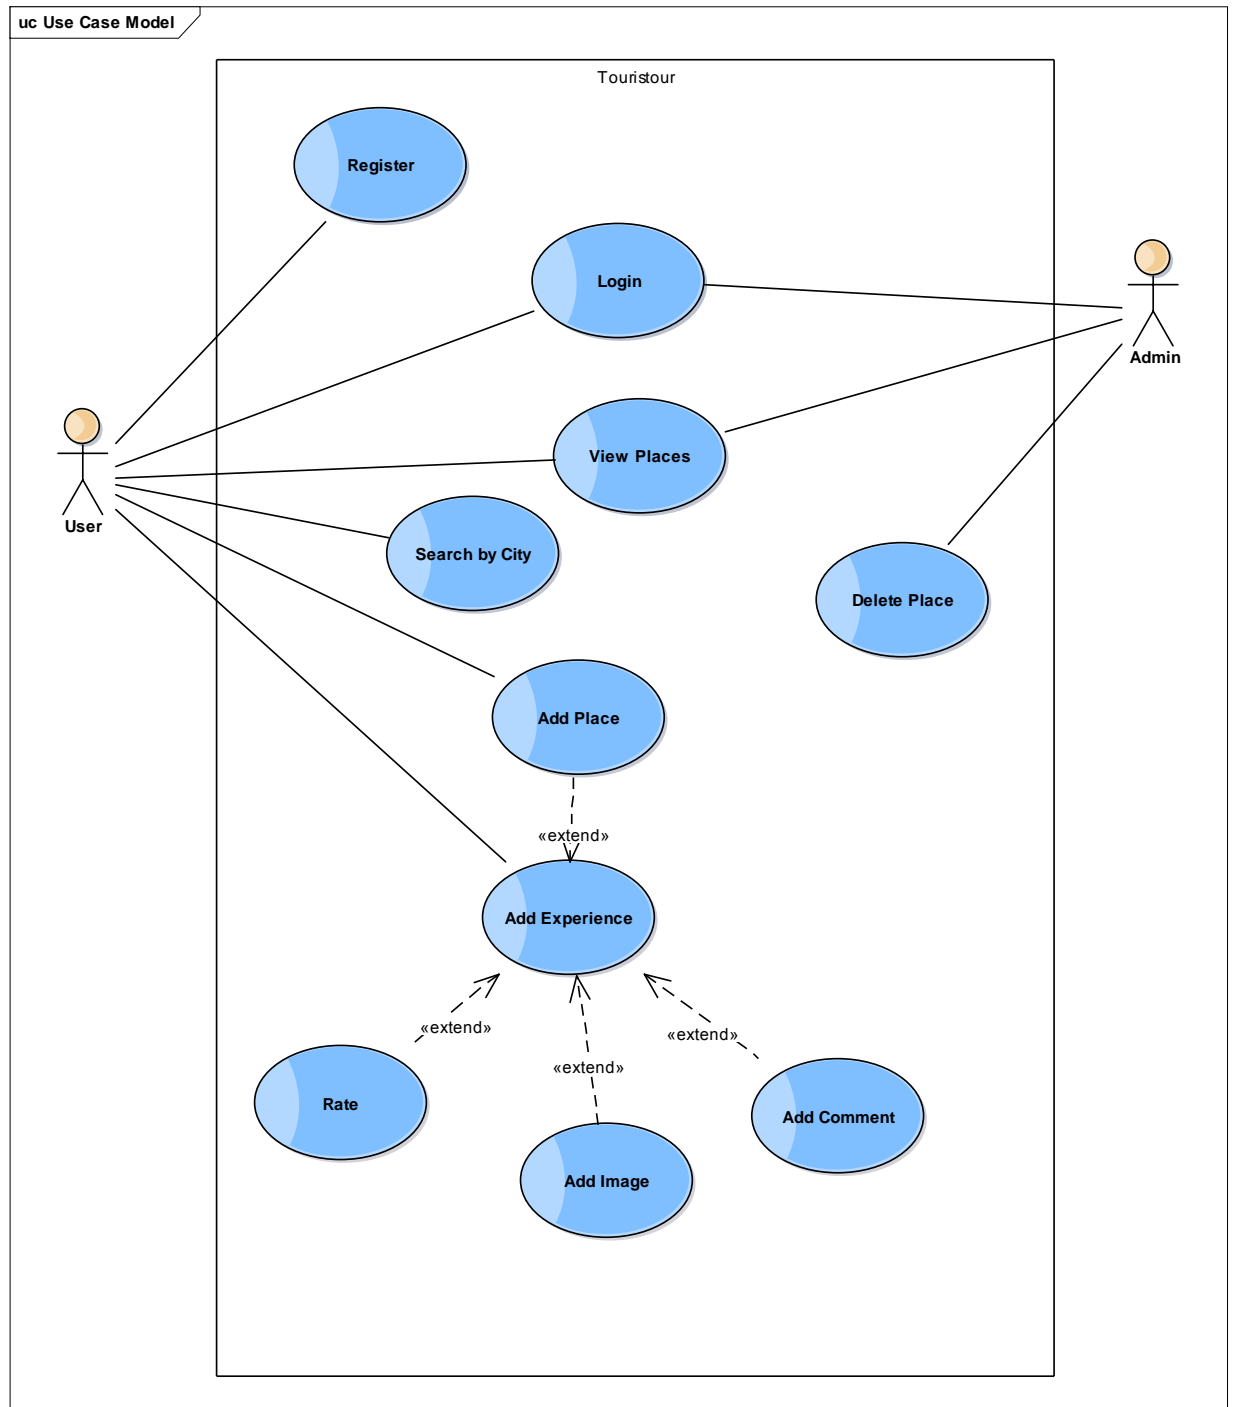 uc Use Case Model
Touristour
Register
Login
Admin
View Places
User
Search by City
Delete Place
Add Place
«extend»
Add Experience
«extend»
«extend»
«extend»
Rate
Add Comment
Add Image